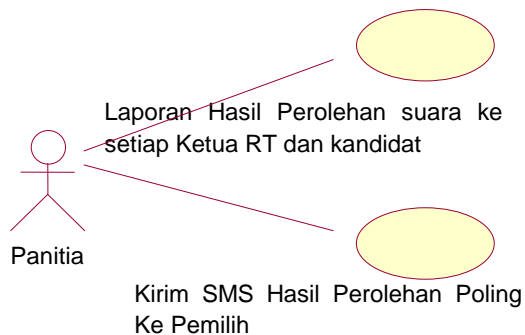 Laporan Hasil Perolehan suara ke
setiap Ketua RT dan kandidat
Panitia
Kirim SMS Hasil Perolehan Poling
Ke Pemilih